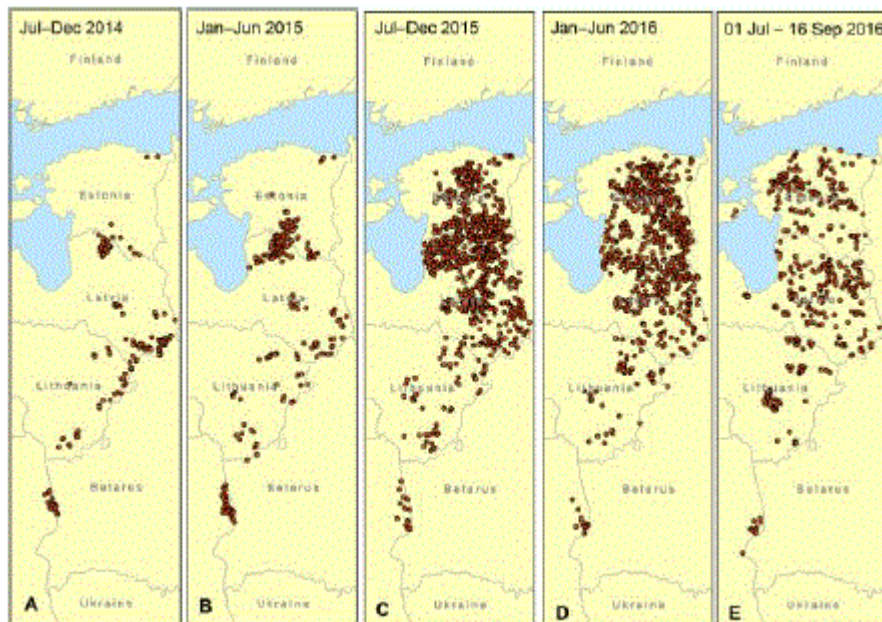 Jul–Dec 2014
Finland
Estonia
Latvia
Lithuania
Belarus
A
Ukraine
Jan–Jun 2015
Finland
Estonia
Latvia
Lithuania
Belarus
B
Ukraine
Jul–Dec 2015
Finland
Lithuania
Belarus
C
Ukraine
Jan–Jun 2016
Finland
Lithuania
Belarus
D
Ukraine
01 Jul – 16 Sep 2016
Finland
Lithuania
Belarus
E
Ukraine